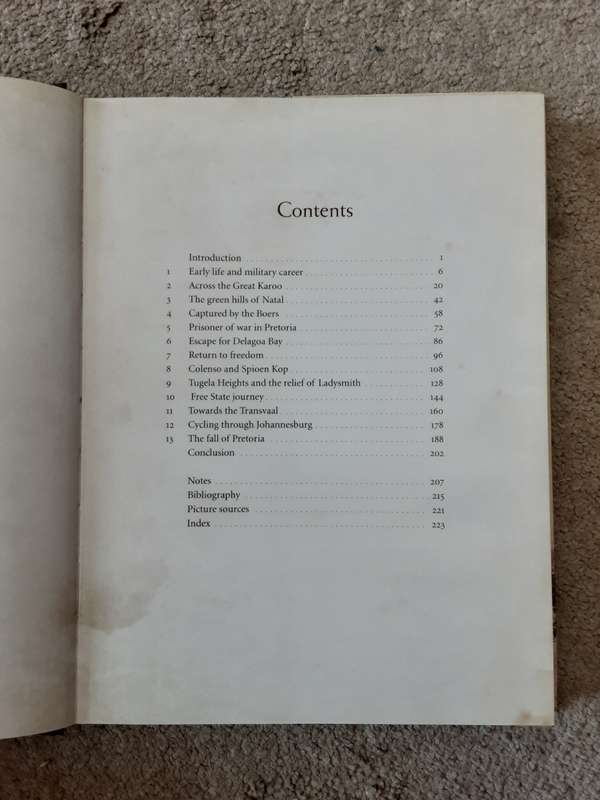 Contents
Introduction 1
1 Early life and military career 6
2 Across the Great Karoo 20
3 The green hills of Natal 42
4 Captured by the Boers 58
5 Prisoner of war in Pretoria 72
6 Escape for Delagoa Bay 86
7 Return to freedom 96
8 Colenso and Spioen Kop 108
9 Tugela Heights and the relief of Ladysmith 128
10 Free State journey 144
11 Towards the Transvaal 160
12 Cycling through Johannesburg 178
13 The fall of Pretoria 188
Conclusion 202
Notes 207
Bibliography 215
Picture sources 221
Index 223